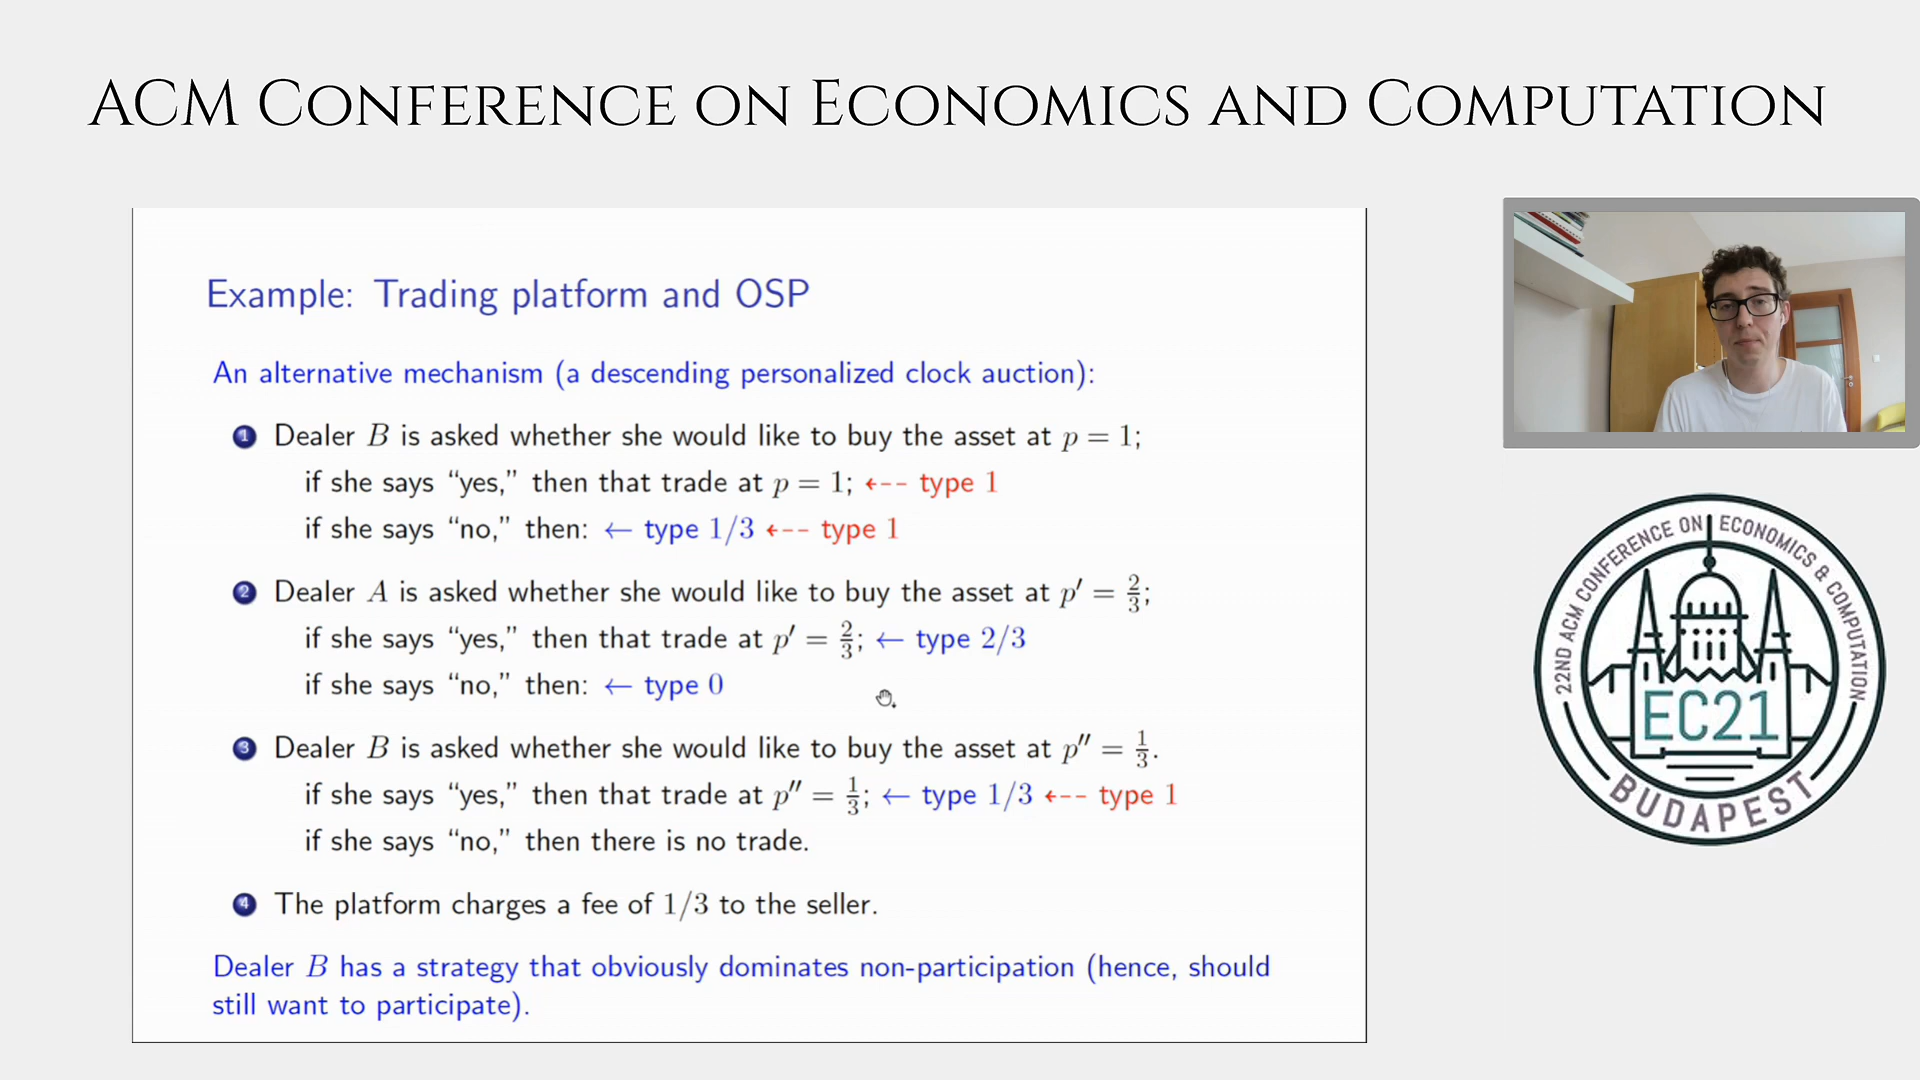 ACM Conference on Economics and Computation
Example: Trading platform and OSP
An alternative mechanism (a descending personalized clock auction):
1 Dealer B is asked whether she would like to buy the asset at p = 1;
if she says “yes,” then that trade at p = 1; ⇠ type 1
if she says “no,” then: ← type 1/3 ⇠ type 1
2 Dealer A is asked whether she would like to buy the asset at p′ = 2/3;
if she says “yes,” then that trade at p′ = 2/3; ← type 2/3
if she says “no,” then: ← type 0
3 Dealer B is asked whether she would like to buy the asset at p″ = 1/3.
if she says “yes,” then that trade at p″ = 1/3; ← type 1/3 ⇠ type 1
if she says “no,” then there is no trade.
4 The platform charges a fee of 1/3 to the seller.
Dealer B has a strategy that obviously dominates non-participation (hence, should
still want to participate).
22ND ACM CONFERENCE ON ECONOMICS & COMPUTATION
EC21
BUDAPEST